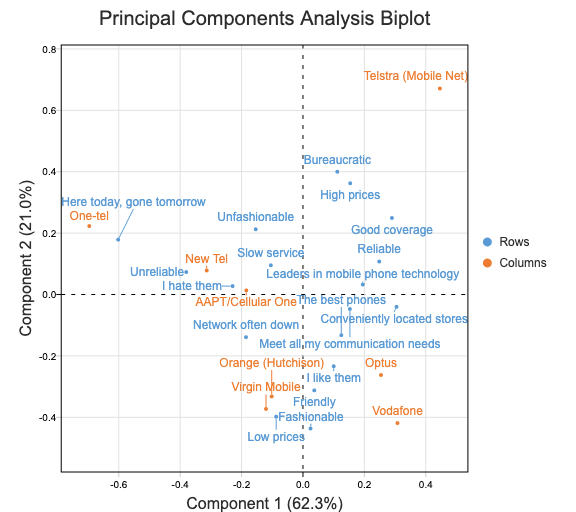 Principal Components Analysis Biplot
0.8
Telstra (Mobile Net)
0.6
Bureaucratic
0.4
High prices
Here today, gone tomorrow
One-tel
Unfashionable
Good coverage
0.2
Slow service
Reliable
New Tel
Unreliable
Leaders in mobile phone technology
I hate them
0.0
AAPT/Cellular One
The best phones
Conveniently located stores
Network often down
Meet all my communication needs
-0.2
Orange (Hutchison)
Optus
I like them
Virgin Mobile
Friendly
Vodafone
-0.4
Fashionable
Low prices
-0.6
-0.4
-0.2
0.0
0.2
0.4
Component 1 (62.3%)
Component 2 (21.0%)
Rows
Columns